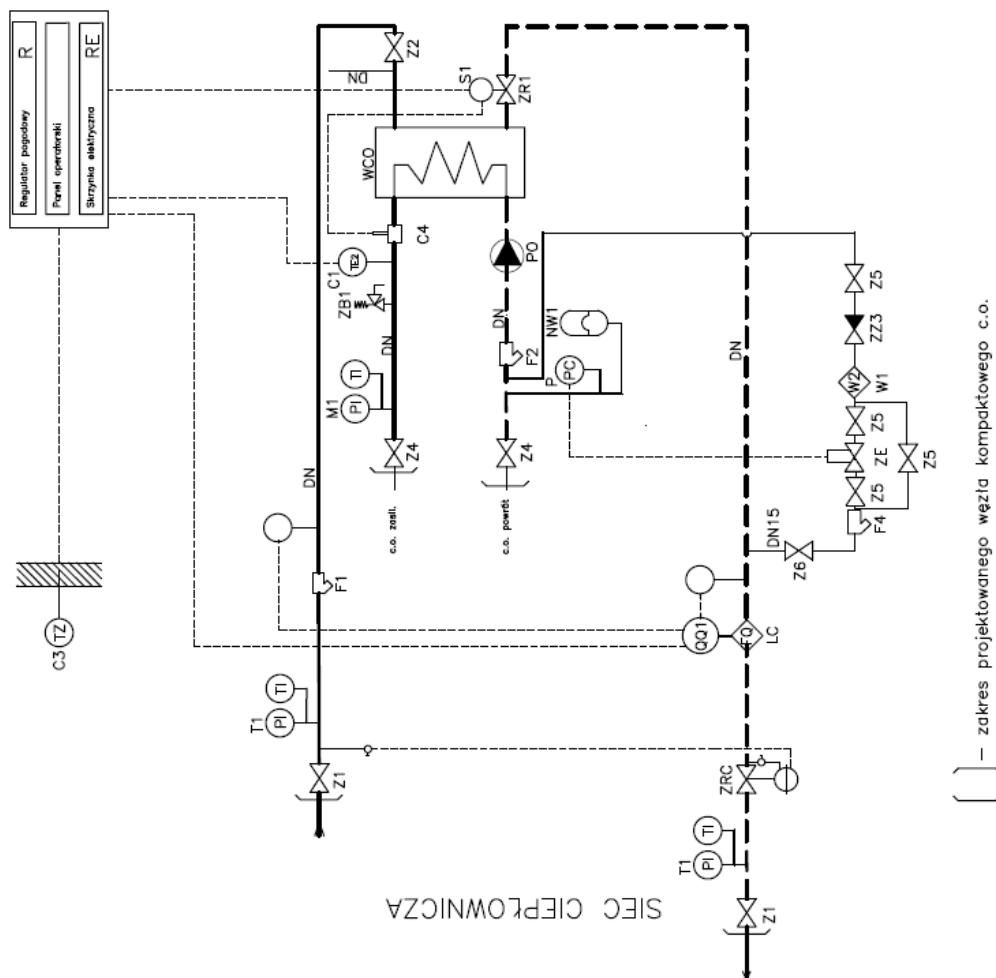 Regulator pogodowy R
Panel operatorski
Skrzynka elektryczna RE
C3
TZ
Z2
DN
S1
ZR1
WCO
C4
C1
TE2
ZB1
DN
M1
PI
TI
Z4
c.o. zasil.
PO
DN
F2
NW1
P
PC
Z4
c.o. powrót
DN
F1
T1
PI
TI
Z1
DN
Z5
ZZ3
W2
W1
Z5
ZE
Z5
Z5
F4
DN15
Z6
QQ1
FQ
LC
ZRC
T1
PI
TI
Z1
SIEC CIEPŁOWNICZA
– zakres projektowanego węzła kompaktowego c.o.